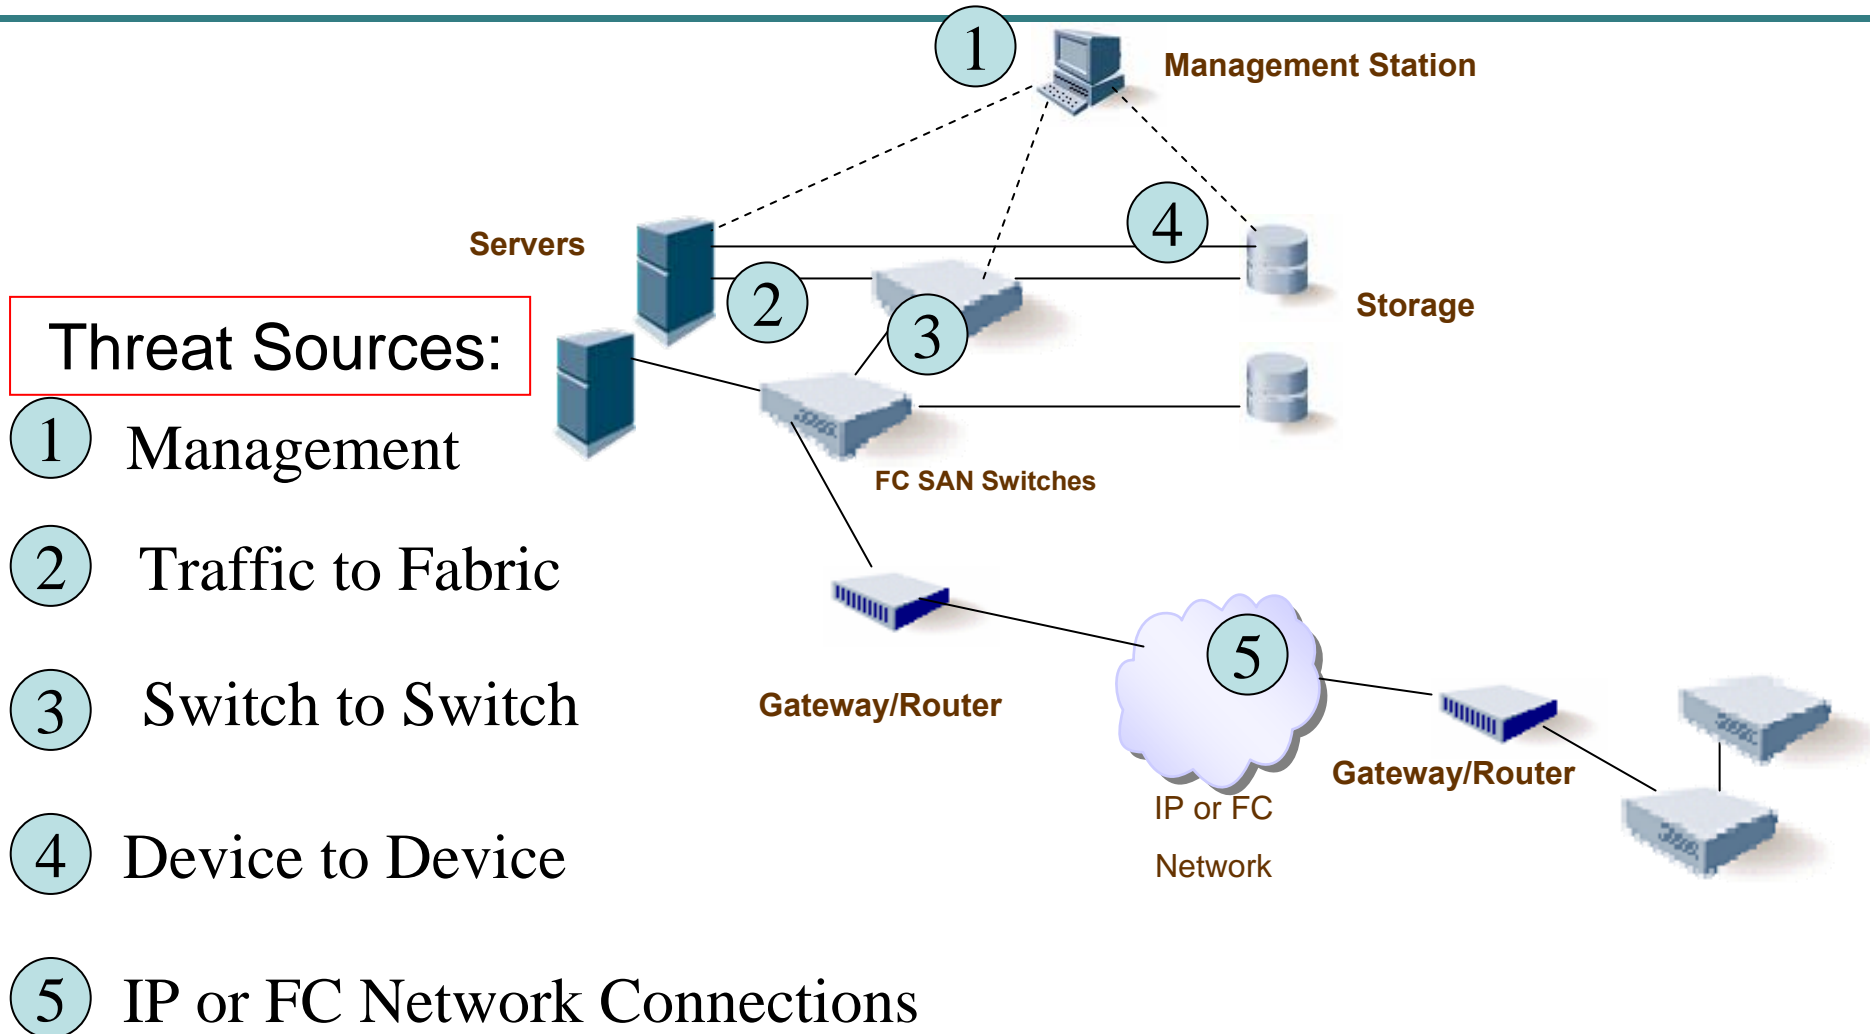 1
Management Station
Servers
4
2
3
Storage
Threat Sources:
1 Management
FC SAN Switches
2 Traffic to Fabric
5
3 Switch to Switch
Gateway/Router
Gateway/Router
IP or FC
Network
4 Device to Device
5 IP or FC Network Connections